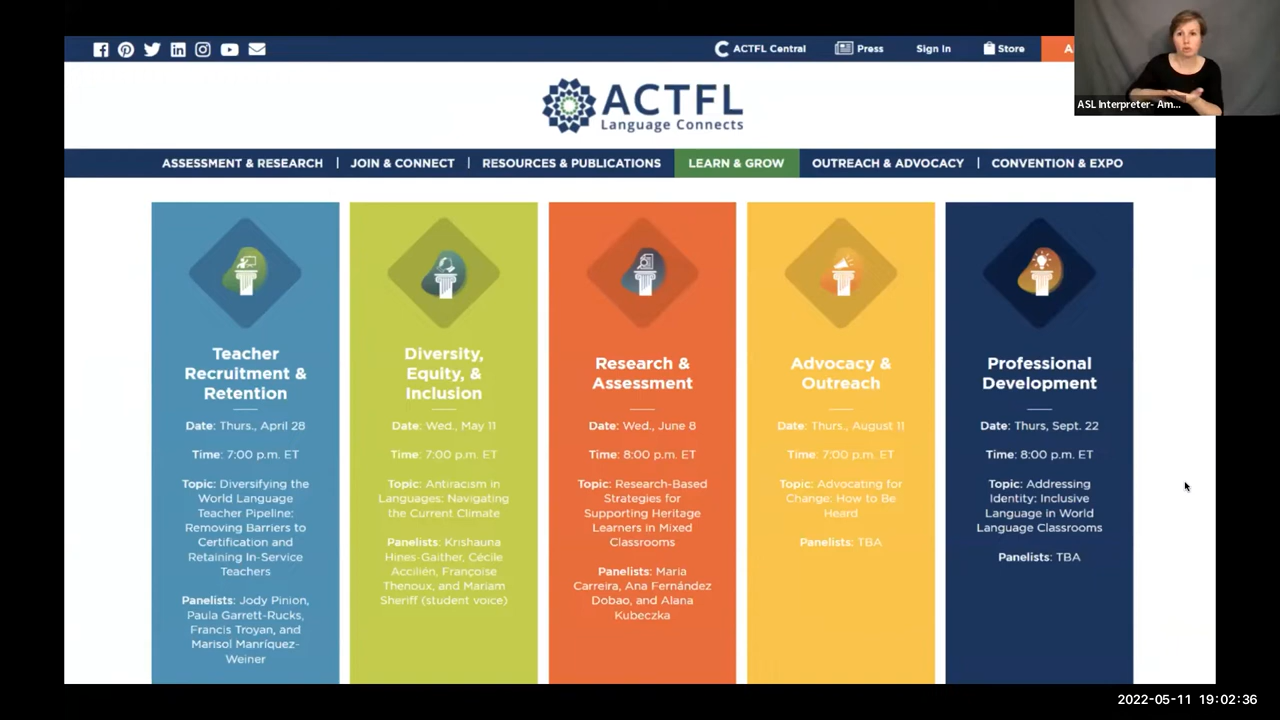 ACTFL Central
Press
Sign In
Store
ASL Interpreter- Am...
ACTFL
Language Connects
ASSESSMENT & RESEARCH | JOIN & CONNECT | RESOURCES & PUBLICATIONS LEARN & GROW OUTREACH & ADVOCACY | CONVENTION & EXPO
Teacher
Recruitment &
Retention
Date: Thurs., April 28
Time: 7:00 p.m. ET
Topic: Diversifying the
World Language
Teacher Pipeline:
Removing Barriers to
Certification and
Retaining In-Service
Teachers
Panelists: Jody Pinion,
Paula Garrett-Rucks,
Francis Troyan, and
Marisol Manríquez-
Weiner
Diversity,
Equity, &
Inclusion
Date: Wed., May 11
Time: 7:00 p.m. ET
Topic: Antiracism in
Languages: Navigating
the Current Climate
Panelists: Krishauna
Hines-Gaither, Cécile
Accilién, Françoise
Thenoux, and Mariam
Sheriff (student voice)
Research &
Assessment
Date: Wed., June 8
Time: 8:00 p.m. ET
Topic: Research-Based
Strategies for
Supporting Heritage
Learners in Mixed
Classrooms
Panelists: Maria
Carreira, Ana Fernández
Dobao, and Alana
Kubeczka
Advocacy &
Outreach
Date: Thurs., August 11
Time: 7:00 p.m. ET
Topic: Advocating for
Change: How to Be
Heard
Panelists: TBA
Professional
Development
Date: Thurs, Sept. 22
Time: 8:00 p.m. ET
Topic: Addressing
Identity: Inclusive
Language in World
Language Classrooms
Panelists: TBA
2022-05-11 19:02:36